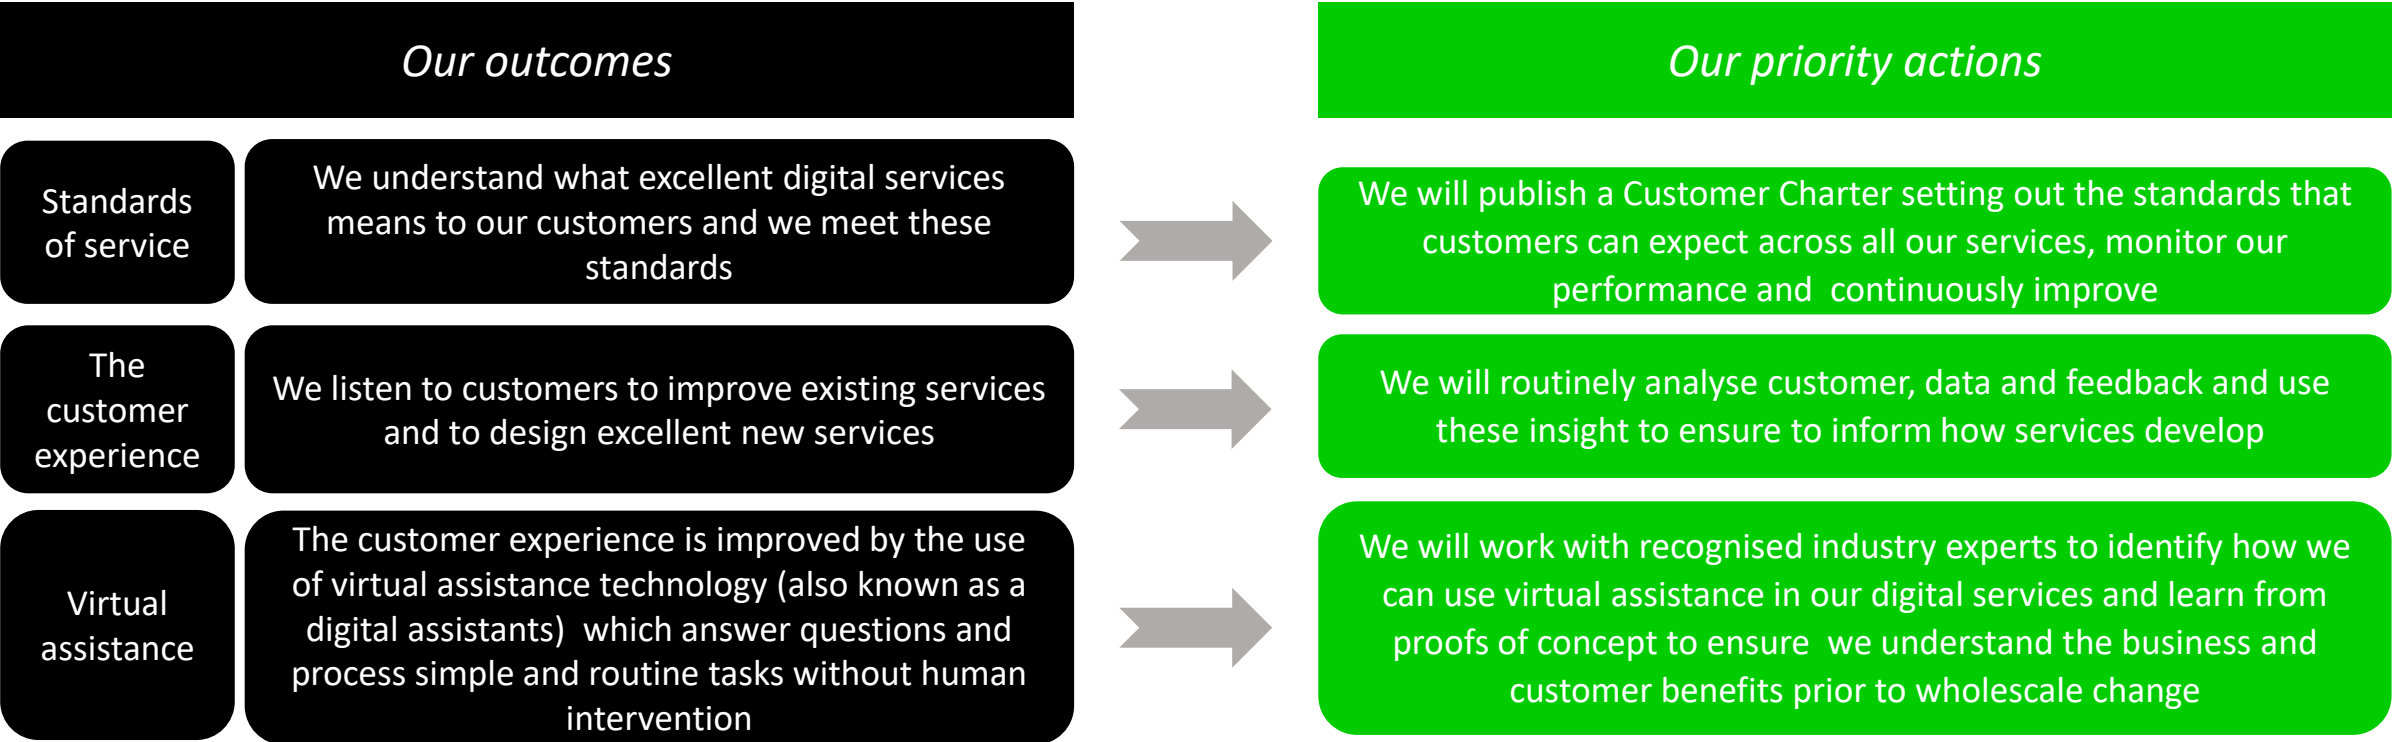 Our outcomes
Our priority actions
Standards
of service
We understand what excellent digital services
means to our customers and we meet these
standards
We will publish a Customer Charter setting out the standards that
customers can expect across all our services, monitor our
performance and  continuously improve
The
customer
experience
We listen to customers to improve existing services
and to design excellent new services
We will routinely analyse customer, data and feedback and use
these insight to ensure to inform how services develop
Virtual
assistance
The customer experience is improved by the use
of virtual assistance technology (also known as a
digital assistants)  which answer questions and
process simple and routine tasks without human
intervention
We will work with recognised industry experts to identify how we
can use virtual assistance in our digital services and learn from
proofs of concept to ensure  we understand the business and
customer benefits prior to wholescale change